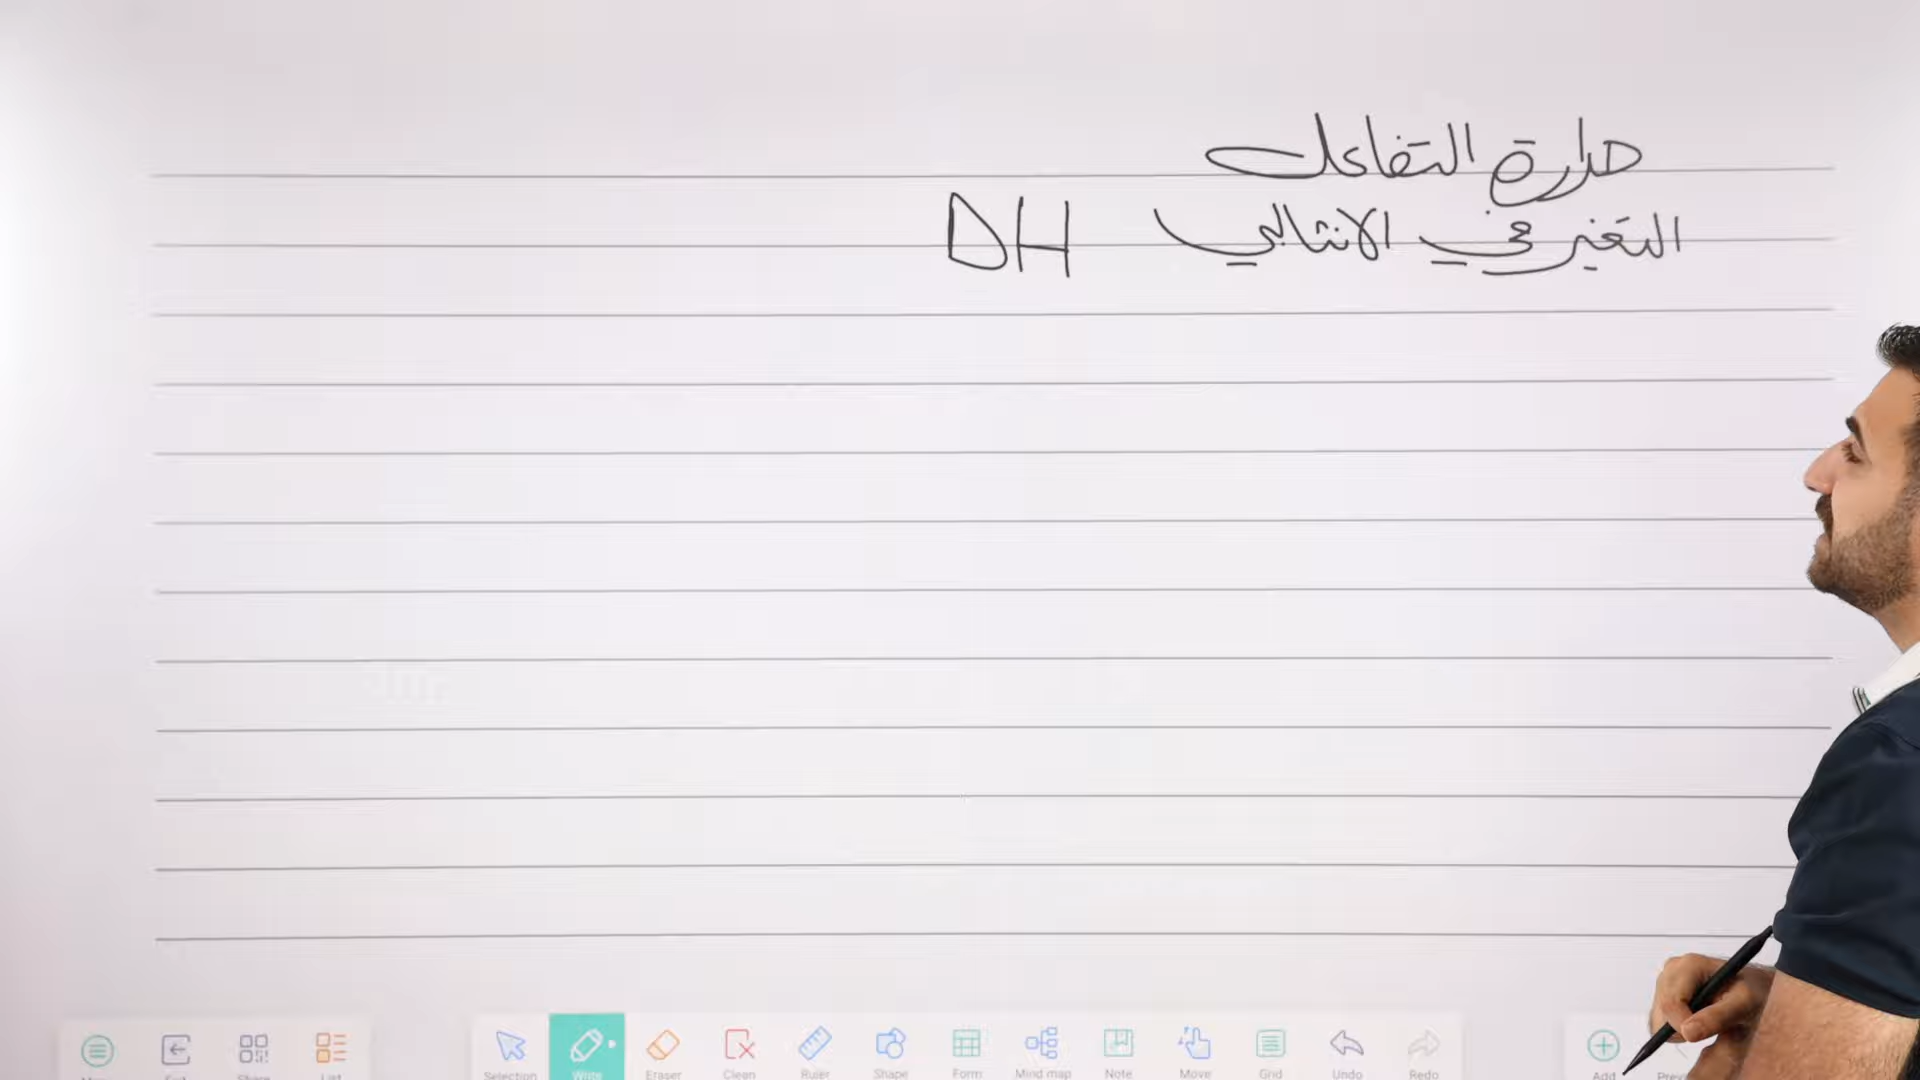 حرارة التفاعل
التغير في الانثالبي DH
Selection Write Eraser Clean Ruler Shape Form Mind map Note Move Grid Undo Redo Add